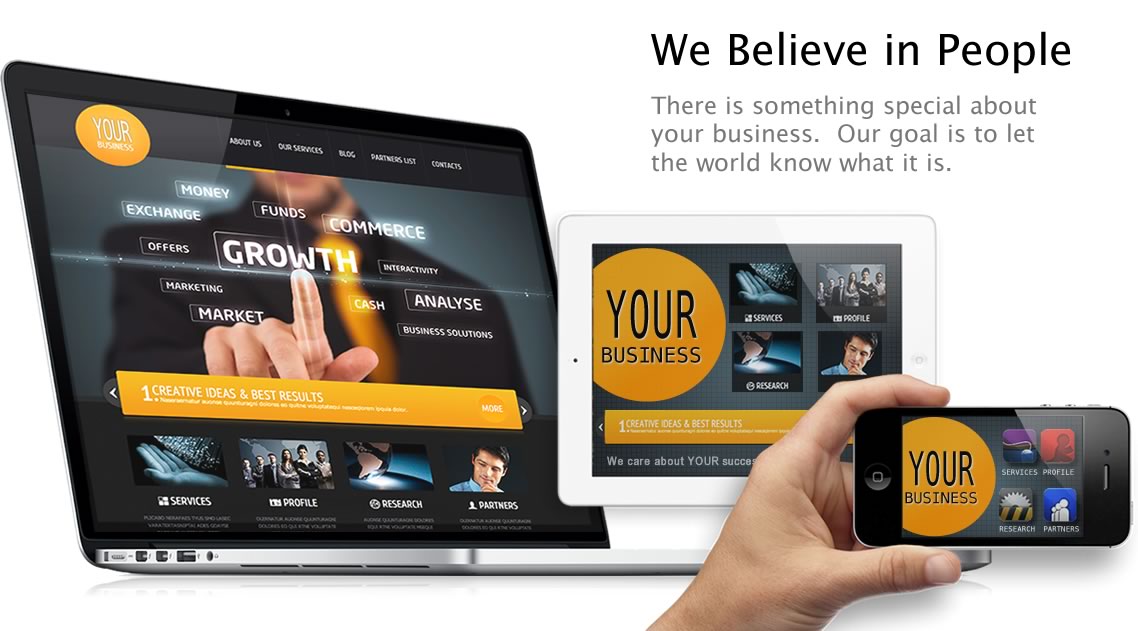 We Believe in People
There is something special about
your business.  Our goal is to let
the world know what it is.
YOUR
BUSINESS
ABOUT US
OUR SERVICES
BLOG
PARTNERS LIST
CONTACTS
MONEY
EXCHANGE
FUNDS
COMMERCE
OFFERS
GROWTH
INTERACTIVITY
MARKETING
CASH
ANALYSE
MARKET
BUSINESS SOLUTIONS
1. CREATIVE IDEAS & BEST RESULTS
MORE
SERVICES
PROFILE
RESEARCH
PARTNERS
YOUR
BUSINESS
SERVICES
PROFILE
RESEARCH
1. CREATIVE IDEAS & BEST RESULTS
We care about YOUR succes
YOUR
BUSINESS
SERVICES
PROFILE
RESEARCH
PARTNERS